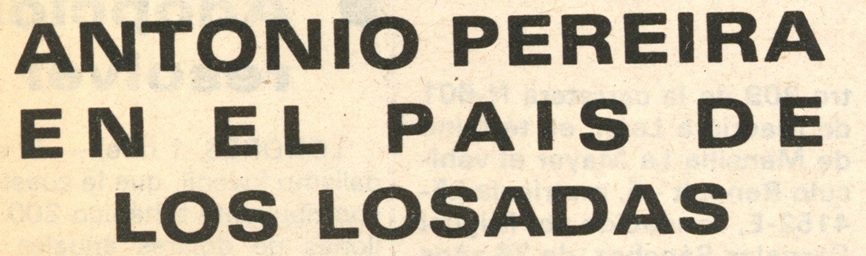 ANTONIO PEREIRA
EN EL PAIS DE
LOS LOSADAS